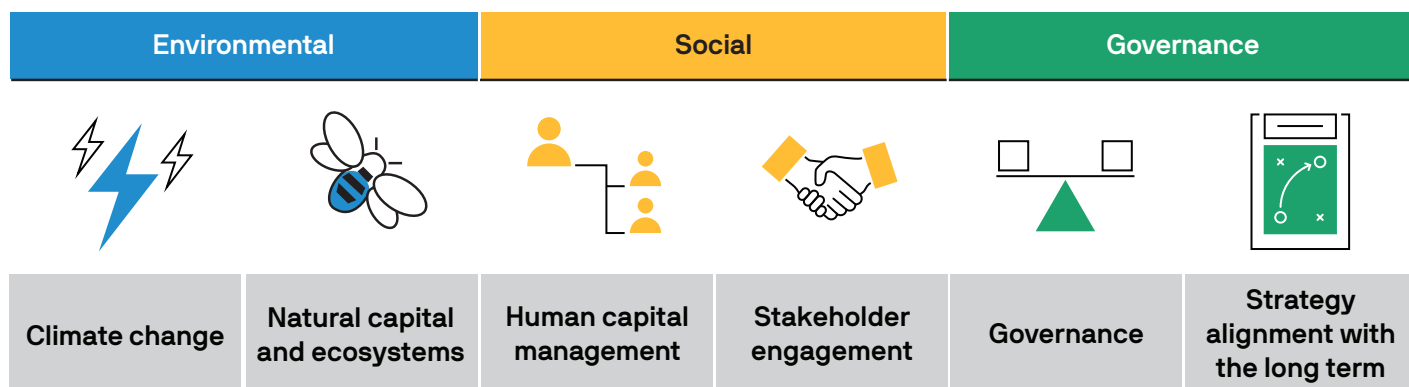 Environmental
Social
Governance
Climate change
Natural capital
and ecosystems
Human capital
management
Stakeholder
engagement
Governance
Strategy
alignment with
the long term